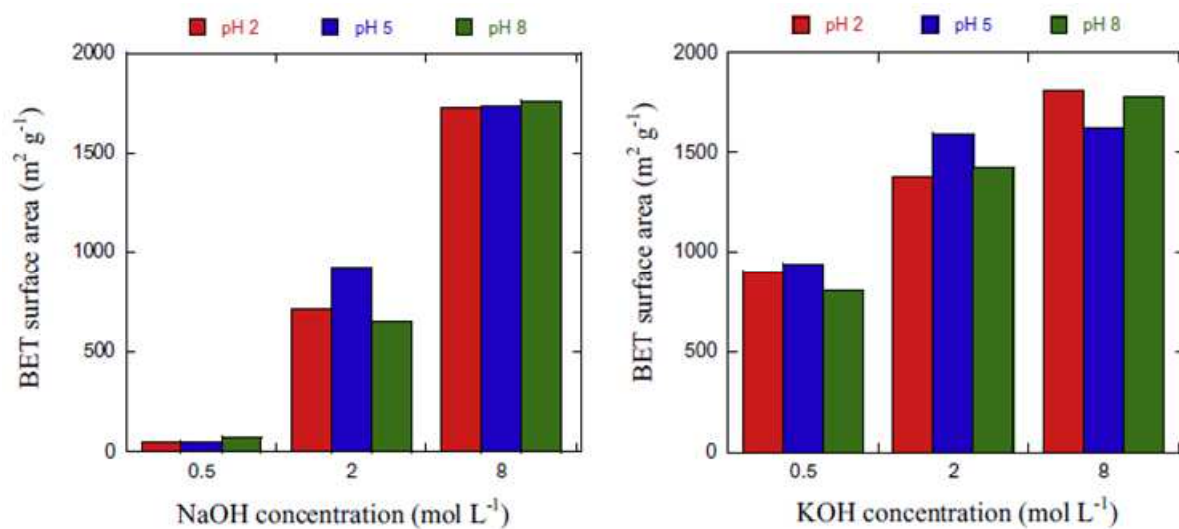 pH 2 pH 5 pH 8
2000
1500
1000
500
0
BET surface area (m² g⁻¹)
0.5 2 8
NaOH concentration (mol L⁻¹)
pH 2 pH 5 pH 8
2000
1500
1000
500
0
BET surface area (m² g⁻¹)
0.5 2 8
KOH concentration (mol L⁻¹)